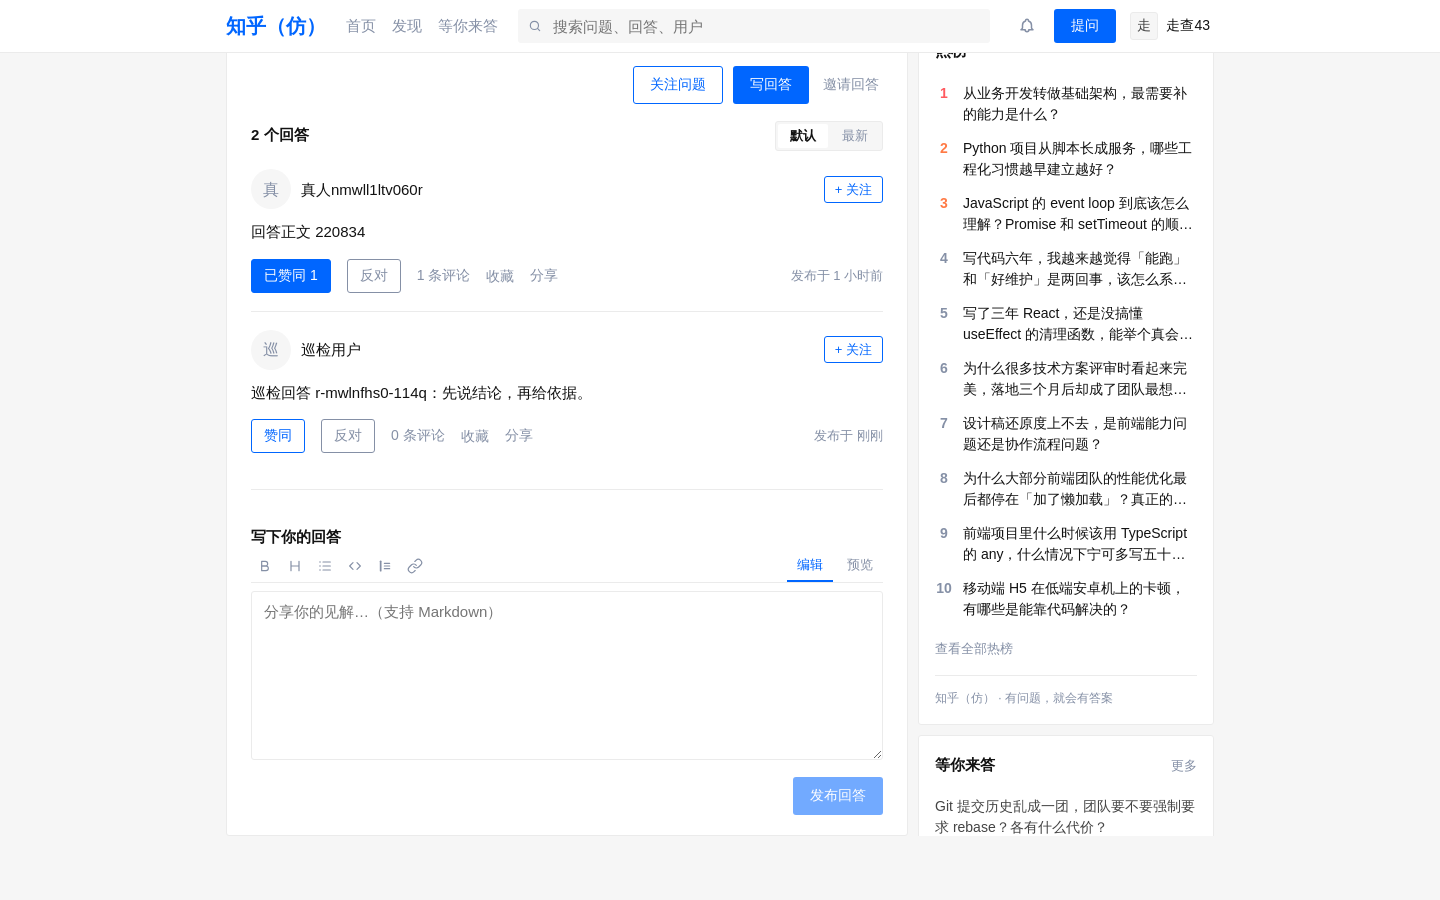 知乎（仿）
首页 发现 等你来答
搜索问题、回答、用户
提问
走 走查43
关注问题 写回答 邀请回答
2 个回答
默认 最新
真 真人nmwll1ltv060r
+ 关注
回答正文 220834
已赞同 1 反对 1 条评论 收藏 分享 发布于 1 小时前
巡 巡检用户
+ 关注
巡检回答 r-mwlnfhs0-114q：先说结论，再给依据。
赞同 反对 0 条评论 收藏 分享 发布于 刚刚
写下你的回答
编辑 预览
分享你的见解…（支持 Markdown）
发布回答
热榜
1 从业务开发转做基础架构，最需要补
的能力是什么？
2 Python 项目从脚本长成服务，哪些工
程化习惯越早建立越好？
3 JavaScript 的 event loop 到底该怎么
理解？Promise 和 setTimeout 的顺…
4 写代码六年，我越来越觉得「能跑」
和「好维护」是两回事，该怎么系…
5 写了三年 React，还是没搞懂
useEffect 的清理函数，能举个真会…
6 为什么很多技术方案评审时看起来完
美，落地三个月后却成了团队最想…
7 设计稿还原度上不去，是前端能力问
题还是协作流程问题？
8 为什么大部分前端团队的性能优化最
后都停在「加了懒加载」？真正的…
9 前端项目里什么时候该用 TypeScript
的 any，什么情况下宁可多写五十…
10 移动端 H5 在低端安卓机上的卡顿，
有哪些是能靠代码解决的？
查看全部热榜
知乎（仿） · 有问题，就会有答案
等你来答 更多
Git 提交历史乱成一团，团队要不要强制要
求 rebase？各有什么代价？